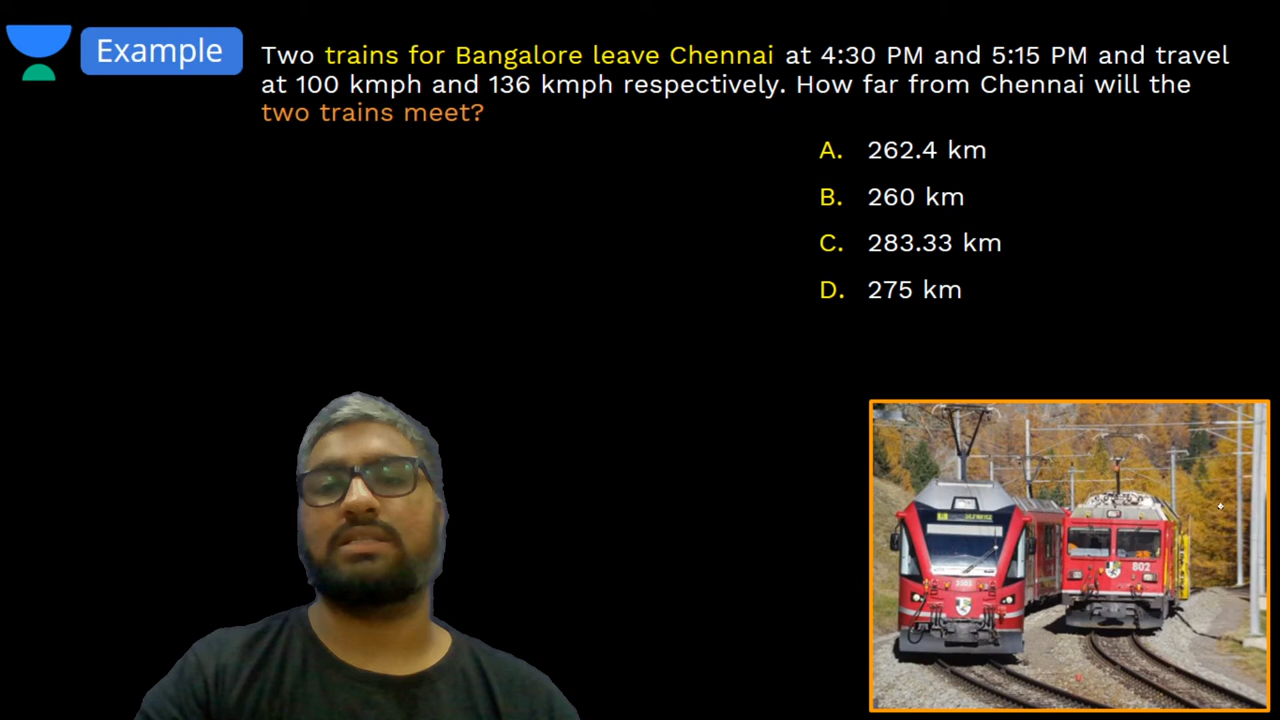 Example
Two trains for Bangalore leave Chennai at 4:30 PM and 5:15 PM and travel
at 100 kmph and 136 kmph respectively. How far from Chennai will the
two trains meet?
A. 262.4 km
B. 260 km
C. 283.33 km
D. 275 km
802